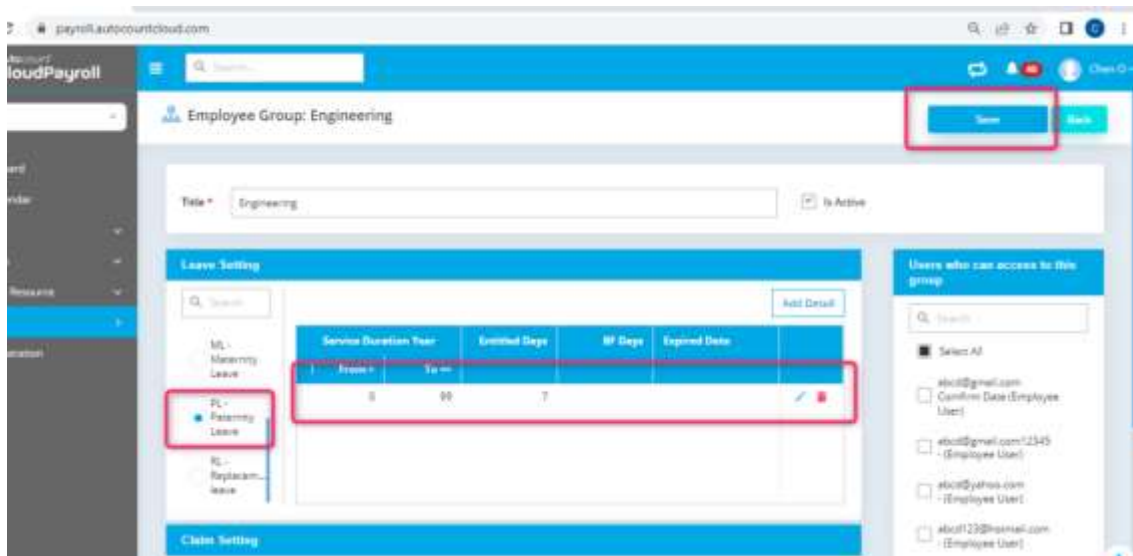 payroll.autocountcloud.com
loudPayroll
Search...
Chen O
Employee Group: Engineering
Save
Back
Title *
Engineering
Is Active
Leave Setting
Users who can access to this
group
Search
Add Detail
Search
Service Duration Year
Entitled Days
BF Days
Expired Date
From
To
Select All
ML -
Maternity
Leave
0
99
7
PL -
Paternity
Leave
abcd@gmail.com
Comfirm Date (Employee
User)
abcd@gmail.com12345
- (Employee User)
RL -
Replacem...
leave
abcd@yahoo.com
- (Employee User)
Resource
Claim Setting
abcd123@hotmail.com
- (Employee User)